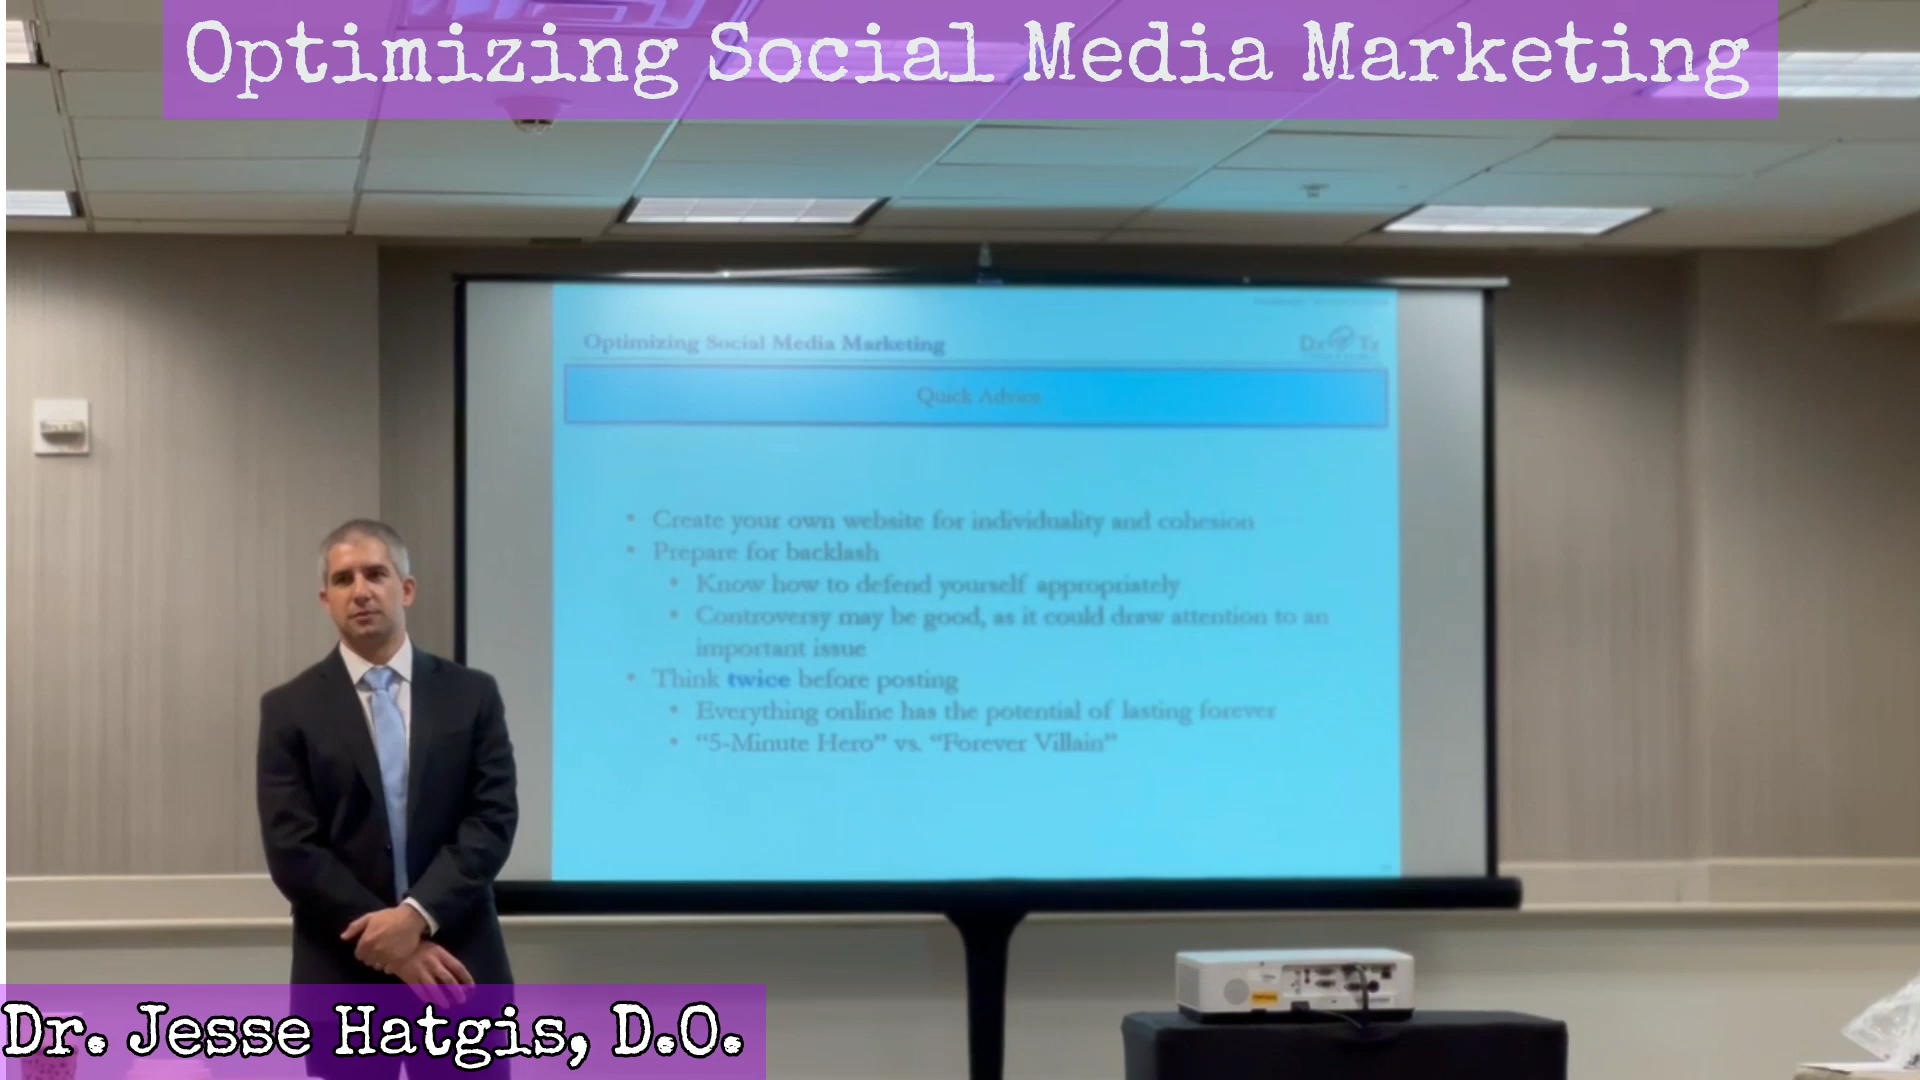 Optimizing Social Media Marketing
Optimizing Social Media Marketing
Dx Tx
Quick Advice
• Create your own website for individuality and cohesion
• Prepare for backlash
• Know how to defend yourself appropriately
• Controversy may be good, as it could draw attention to an
important issue
• Think twice before posting
• Everything online has the potential of lasting forever
• “5-Minute Hero” vs. “Forever Villain”
Dr. Jesse Hatgis, D.O.